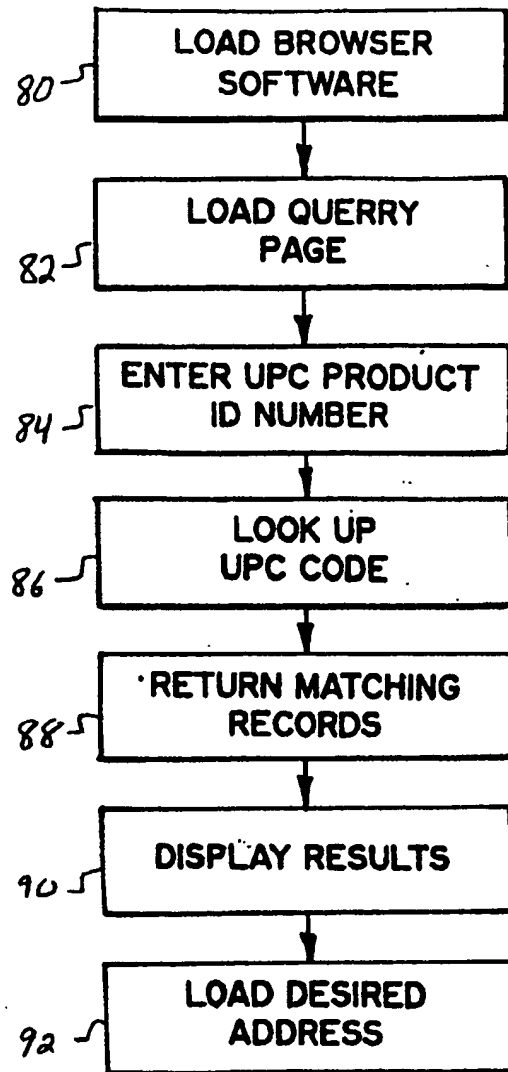 80
LOAD BROWSER
SOFTWARE
82
LOAD QUERRY
PAGE
84
ENTER UPC PRODUCT
ID NUMBER
86
LOOK UP
UPC CODE
88
RETURN MATCHING
RECORDS
90
DISPLAY RESULTS
92
LOAD DESIRED
ADDRESS